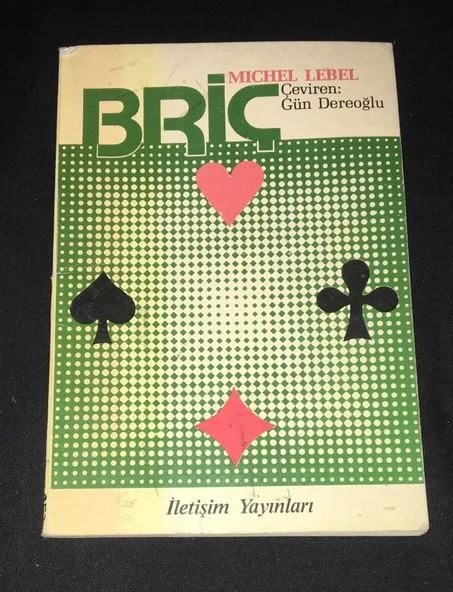 MICHEL LEBEL
BRİÇ
Çeviren:
Gün Dereoğlu
İletişim Yayınları